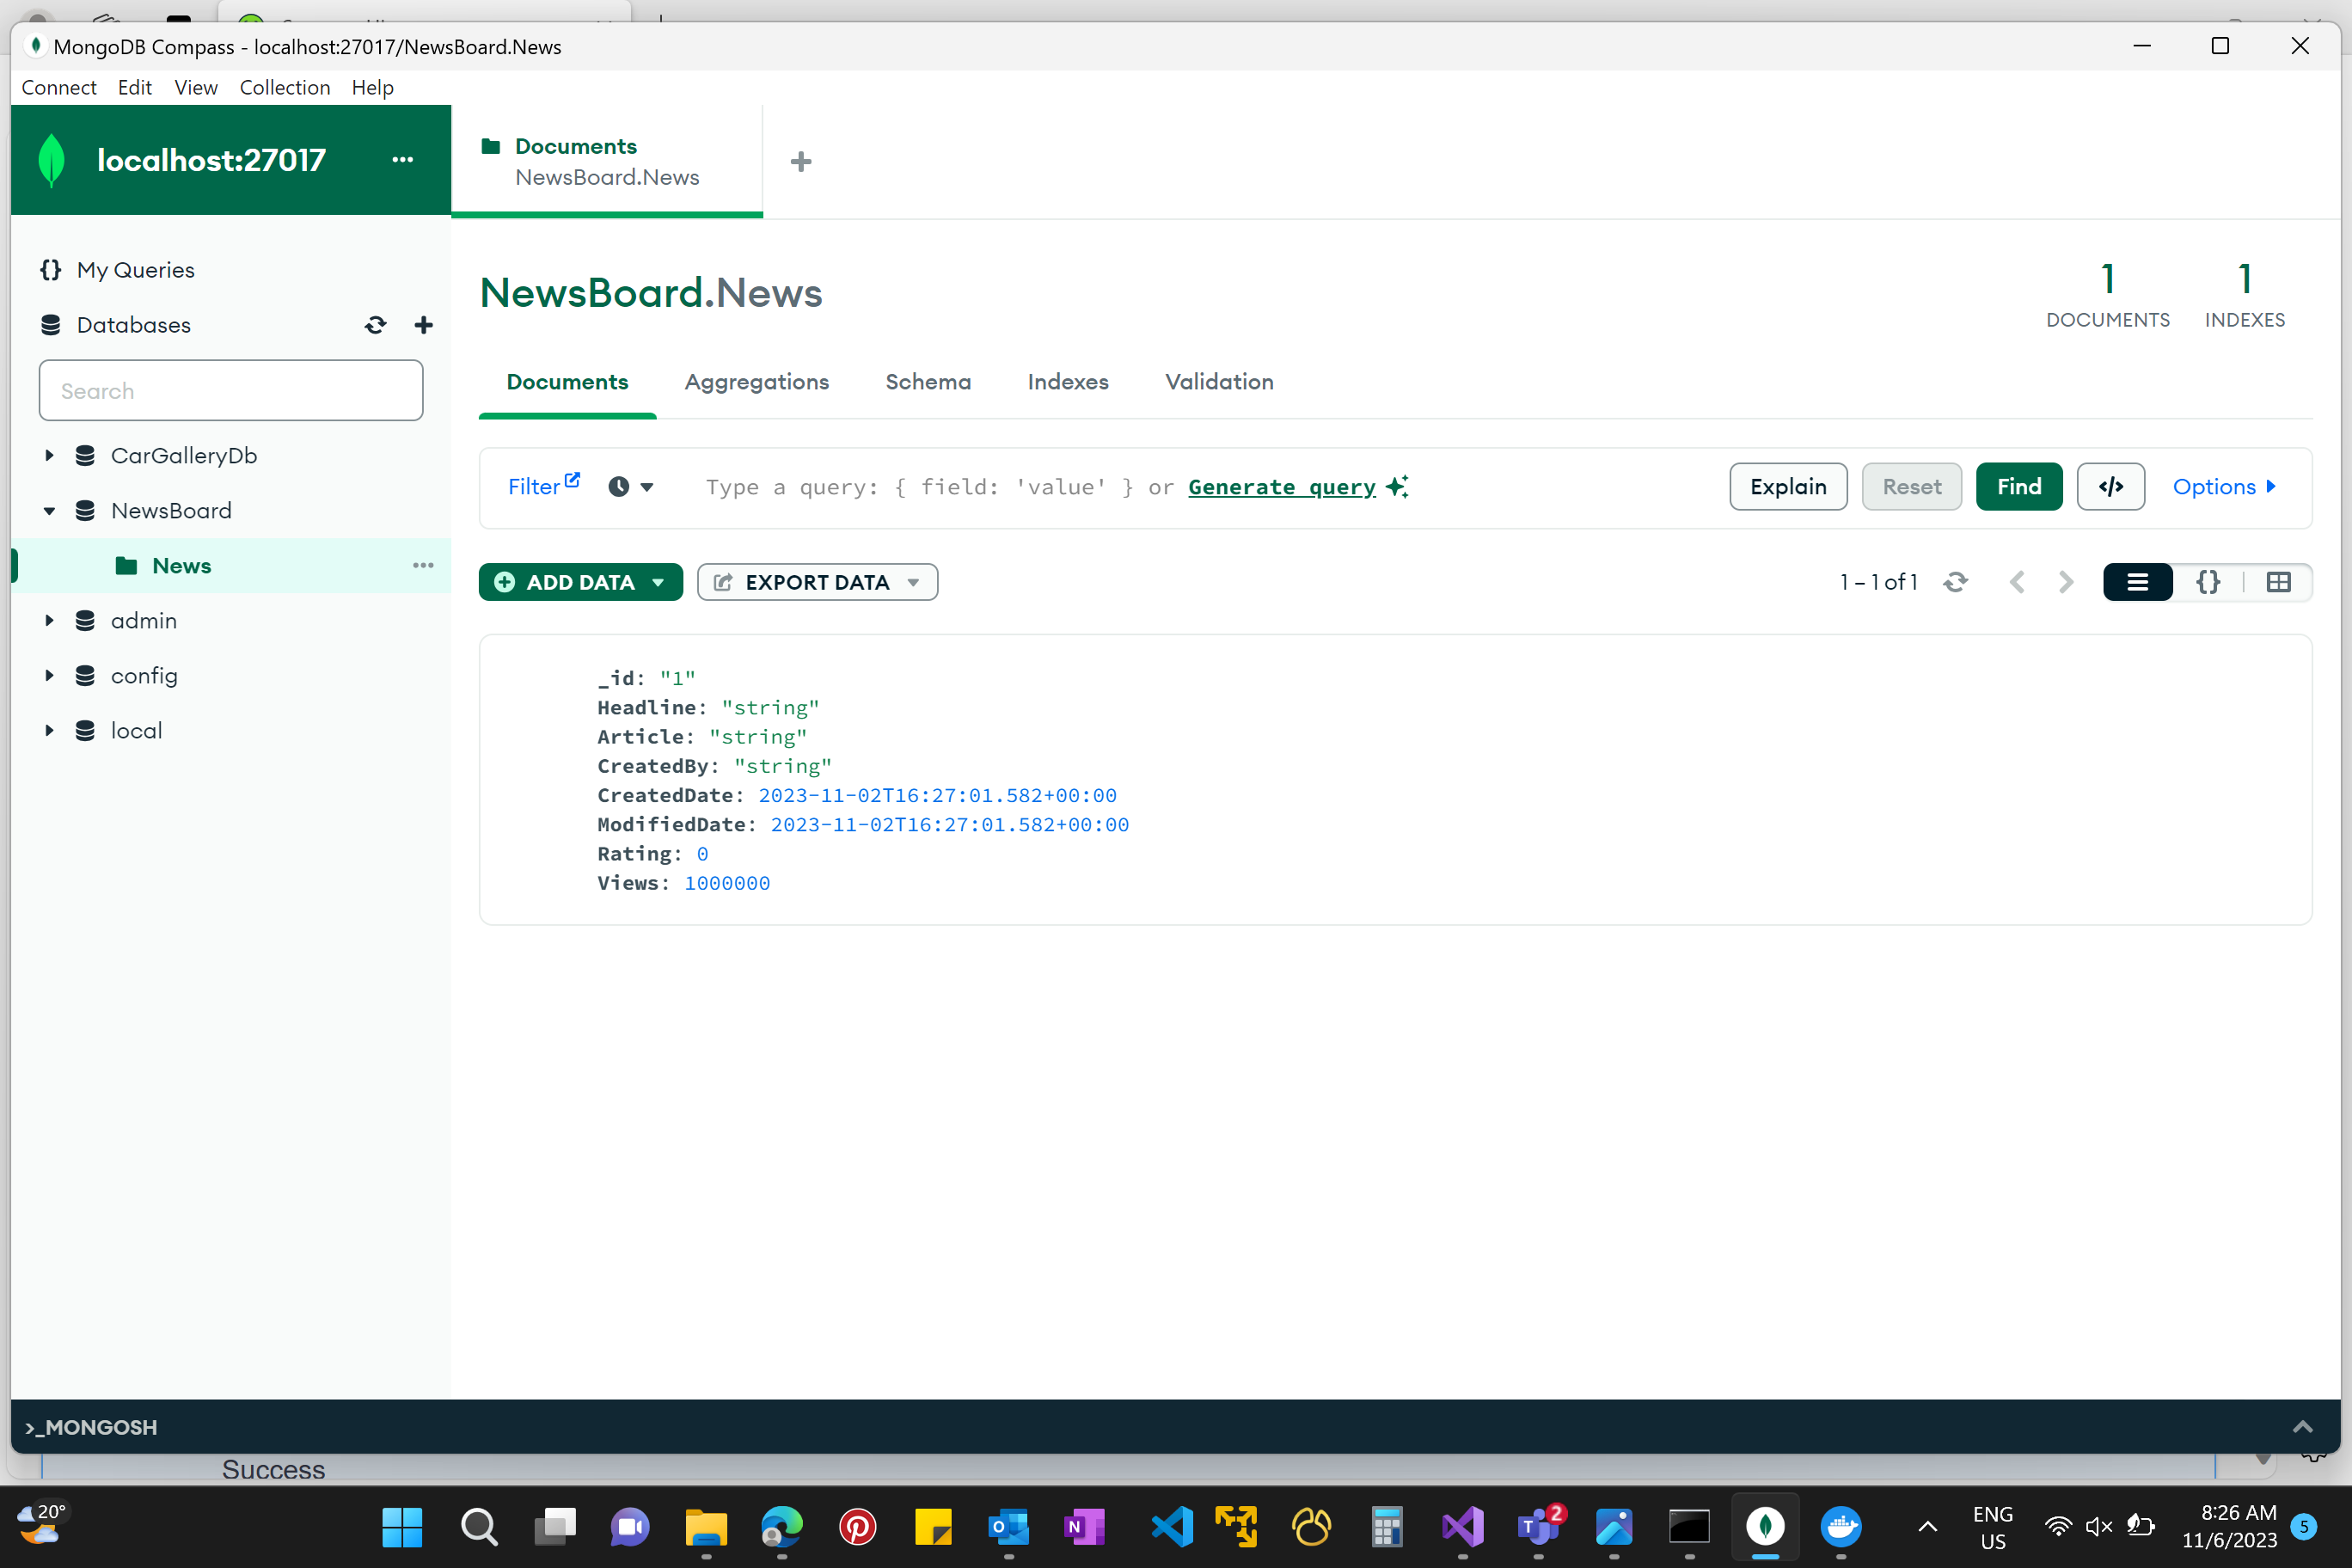 MongoDB Compass - localhost:27017/NewsBoard.News
Connect Edit View Collection Help
localhost:27017
Documents
NewsBoard.News
My Queries
Databases
Search
CarGalleryDb
NewsBoard
News
admin
config
local
NewsBoard.News
1
DOCUMENTS
1
INDEXES
Documents Aggregations Schema Indexes Validation
Filter Type a query: { field: 'value' } or Generate query Explain Reset Find </> Options
ADD DATA EXPORT DATA 1 – 1 of 1 {}
_id: "1"
Headline: "string"
Article: "string"
CreatedBy: "string"
CreatedDate: 2023-11-02T16:27:01.582+00:00
ModifiedDate: 2023-11-02T16:27:01.582+00:00
Rating: 0
Views: 1000000
>_MONGOSH
Success
20°
2
ENG
US
8:26 AM
11/6/2023
5